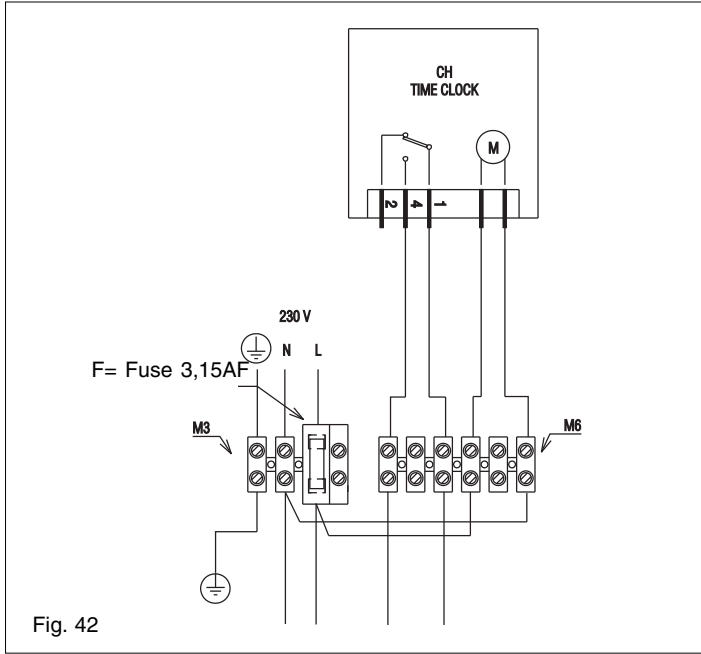 CH
TIME CLOCK
M
2 4 1
230 V
N L
F= Fuse 3,15AF
M3
M6
Fig. 42